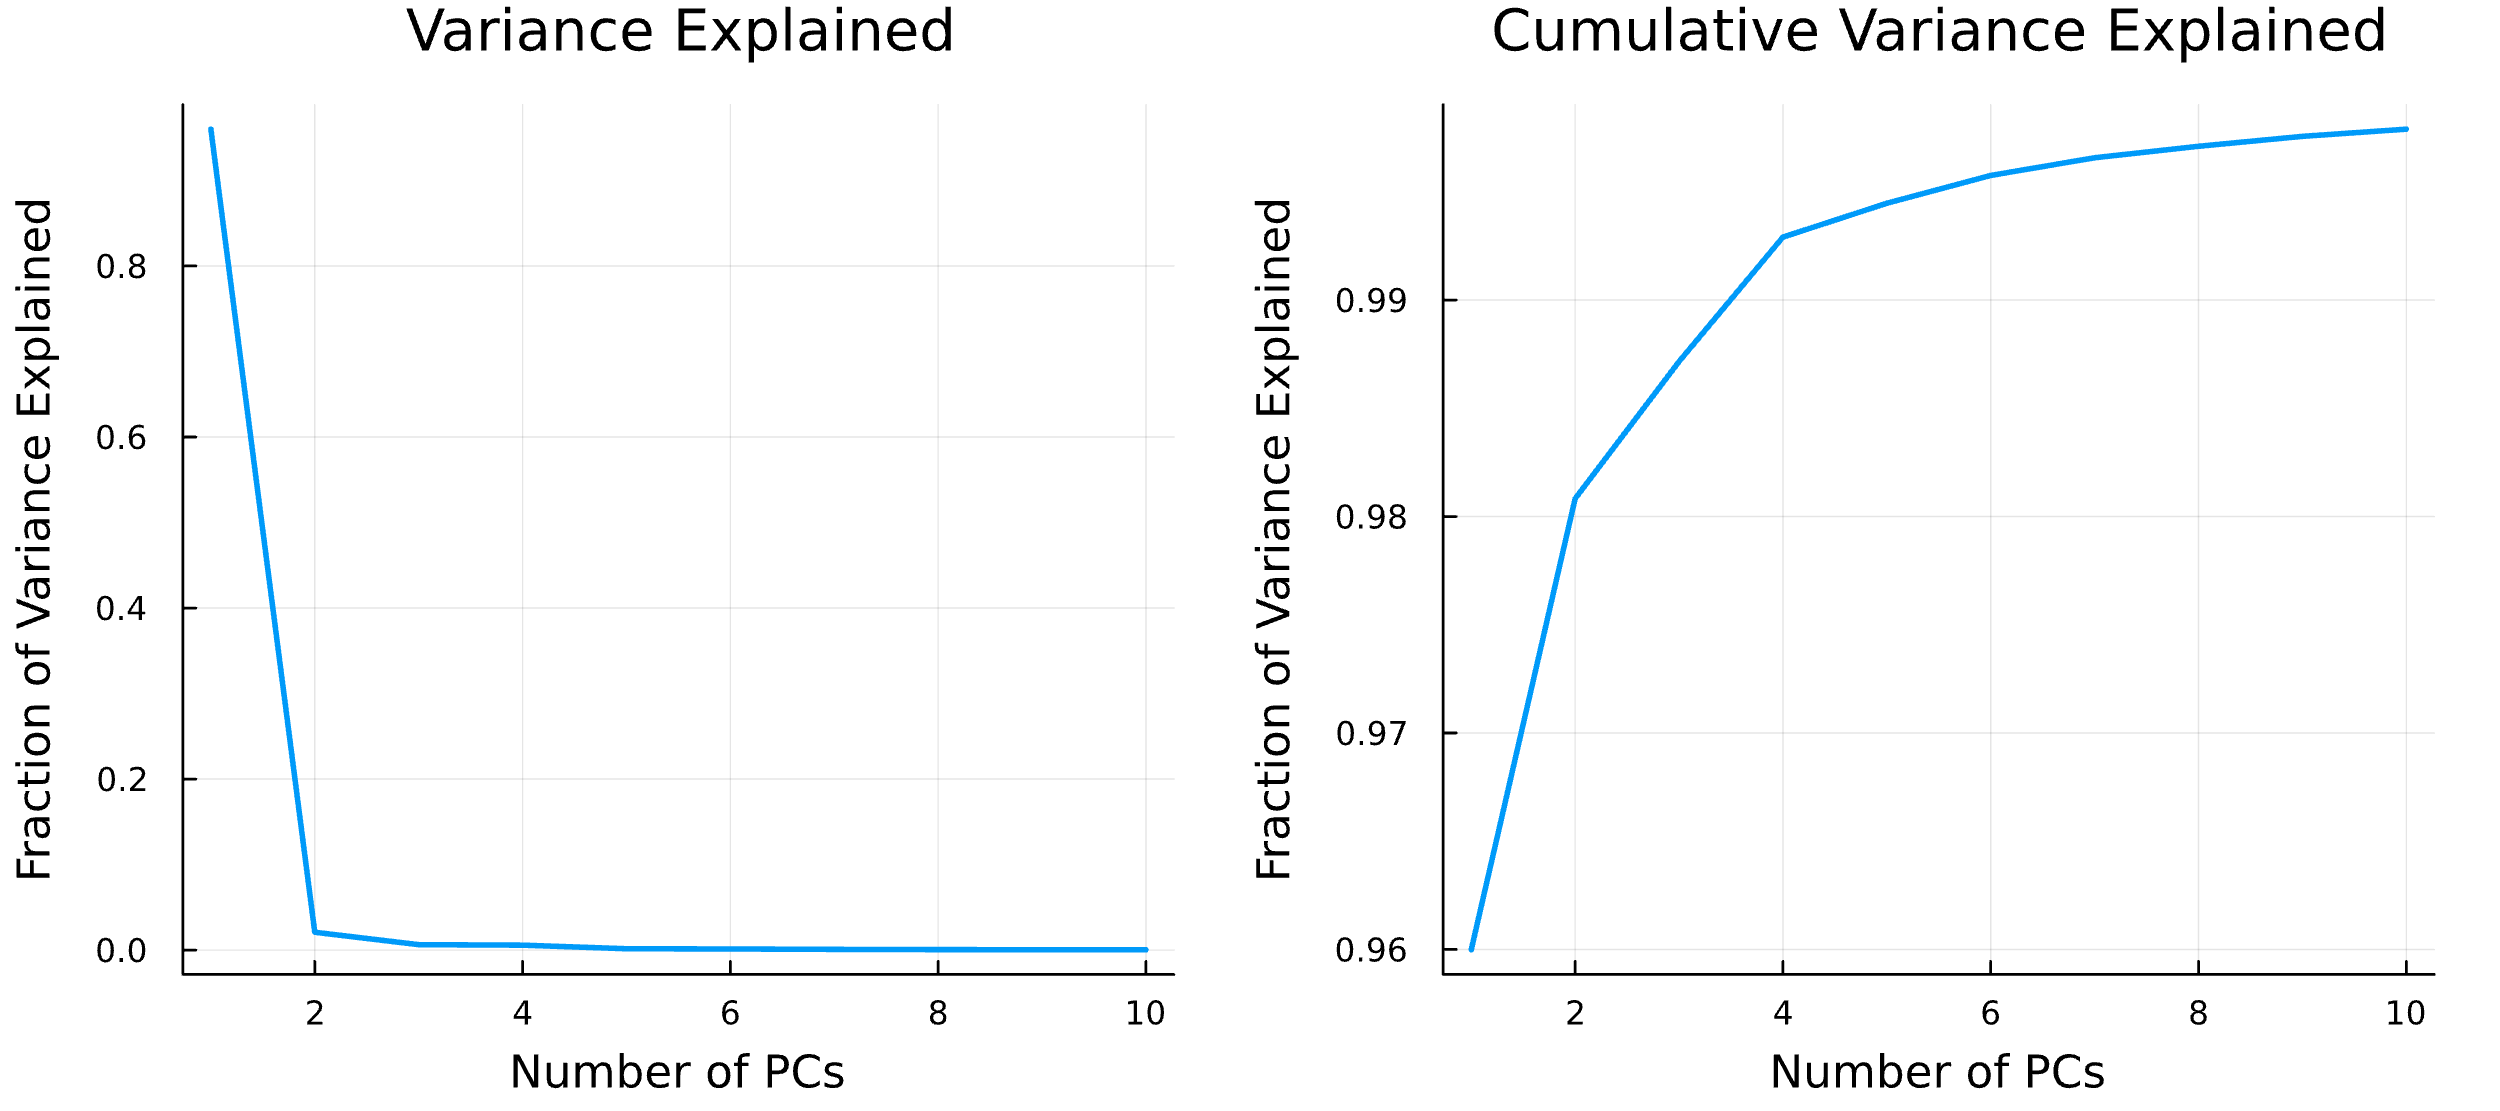 Variance Explained
Fraction of Variance Explained
0.8
0.6
0.4
0.2
0.0
2 4 6 8 10
Number of PCs
Cumulative Variance Explained
Fraction of Variance Explained
0.99
0.98
0.97
0.96
2 4 6 8 10
Number of PCs